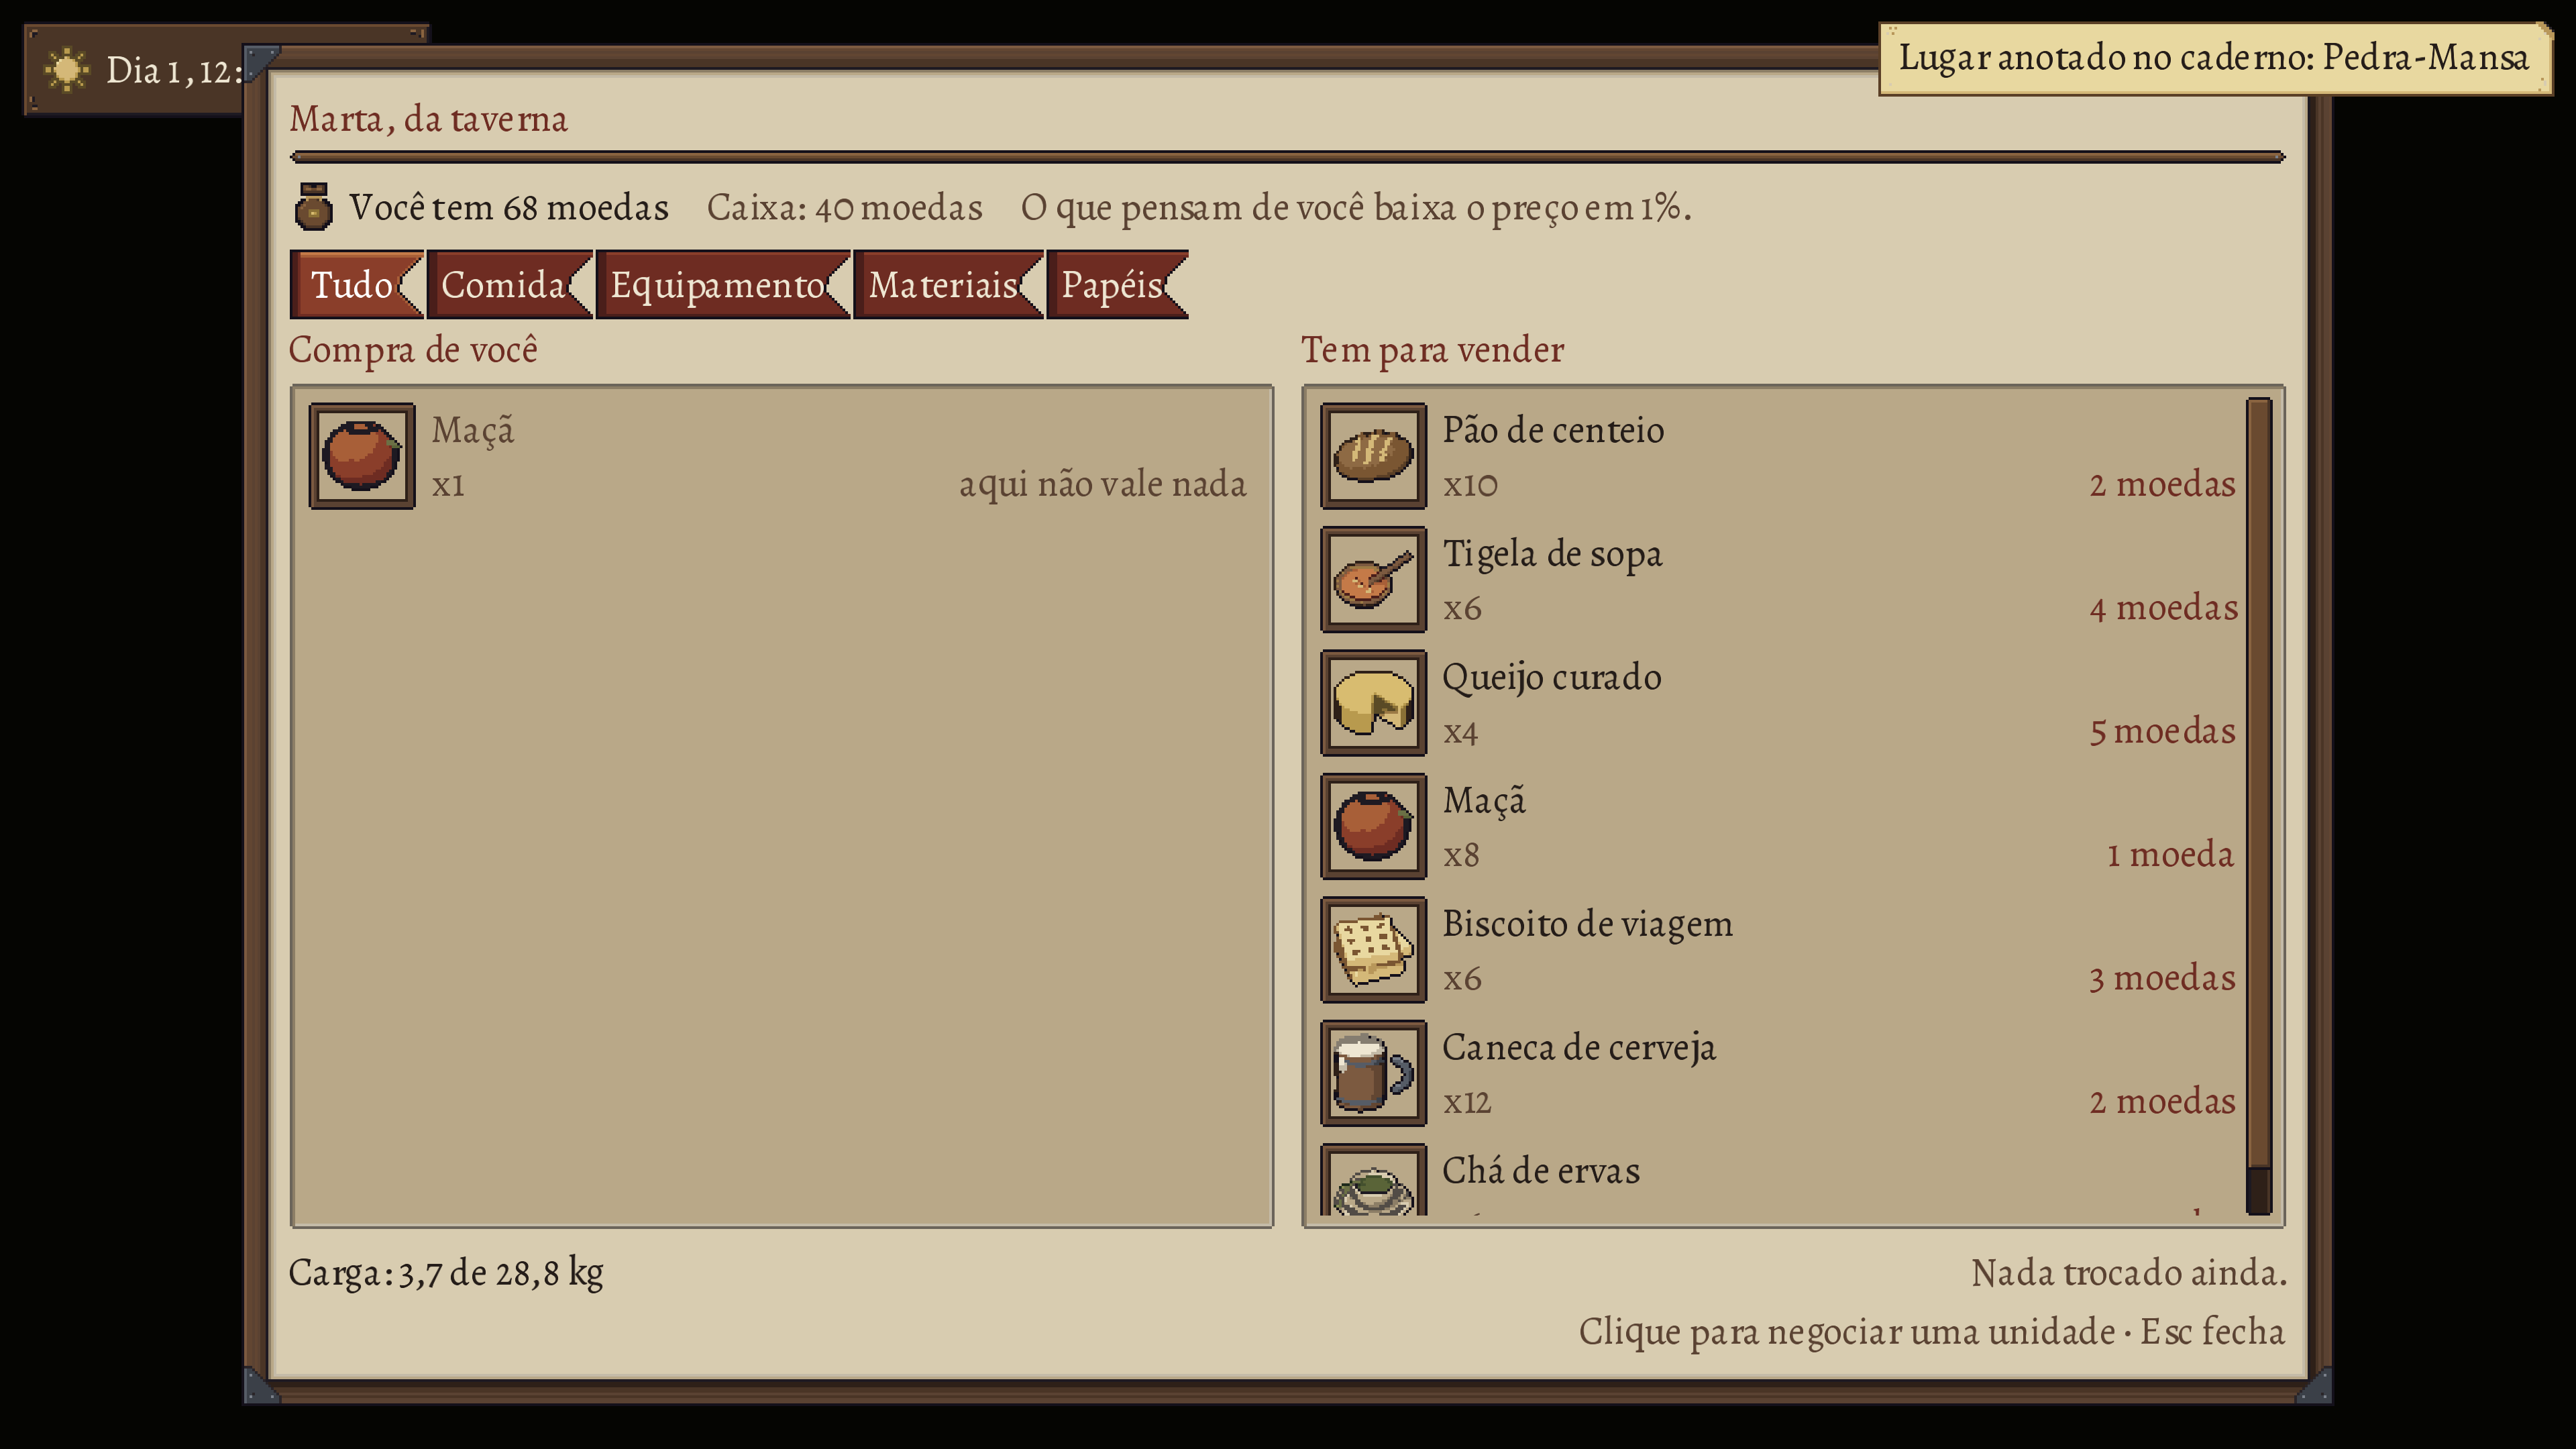 Dia 1, 12:
Lugar anotado no caderno: Pedra-Mansa
Marta, da taverna
Você tem 68 moedas Caixa: 40 moedas O que pensam de você baixa o preço em 1%.
Tudo Comida Equipamento Materiais Papéis
Compra de você
Maçã
x1 aqui não vale nada
Tem para vender
Pão de centeio
x10 2 moedas
Tigela de sopa
x6 4 moedas
Queijo curado
x4 5 moedas
Maçã
x8 1 moeda
Biscoito de viagem
x6 3 moedas
Caneca de cerveja
x12 2 moedas
Chá de ervas
Carga: 3,7 de 28,8 kg
Nada trocado ainda.
Clique para negociar uma unidade · Esc fecha